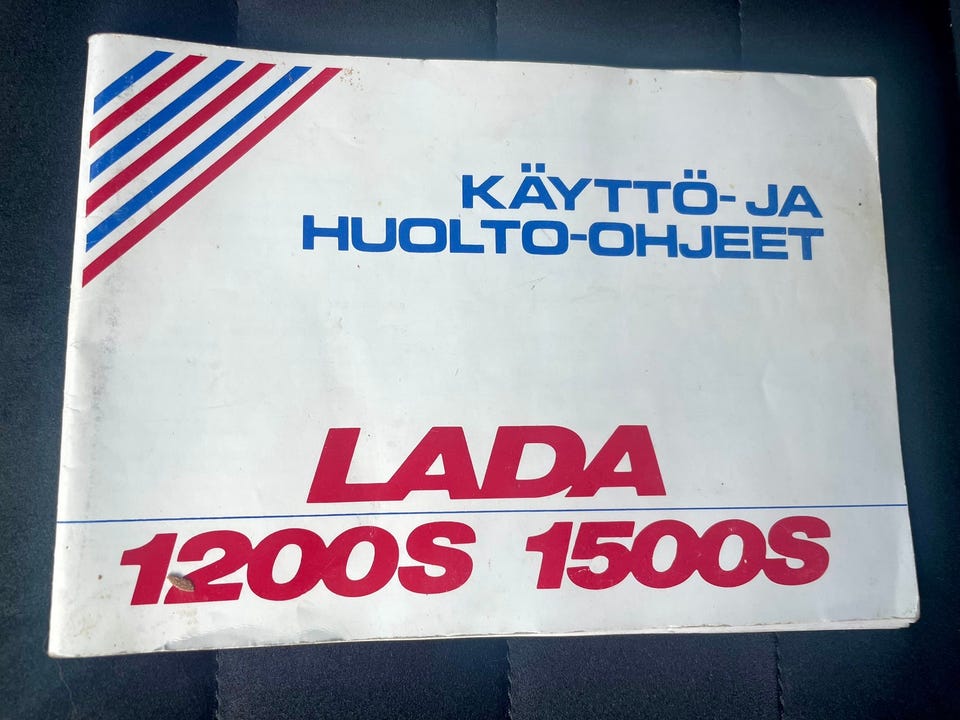 KÄYTTÖ- JA
HUOLTO-OHJEET
LADA
1200S 1500S